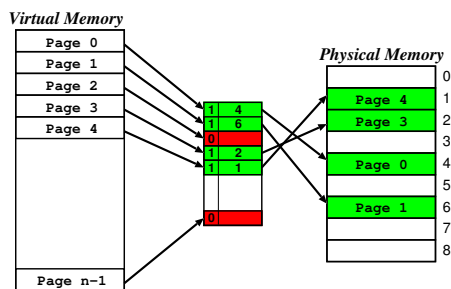 Virtual Memory
Page 0
Page 1
Page 2
Page 3
Page 4
Page n-1
1 4
1 6
0
1 2
1 1
0
Physical Memory
0
Page 4 1
Page 3 2
3
Page 0 4
5
Page 1 6
7
8